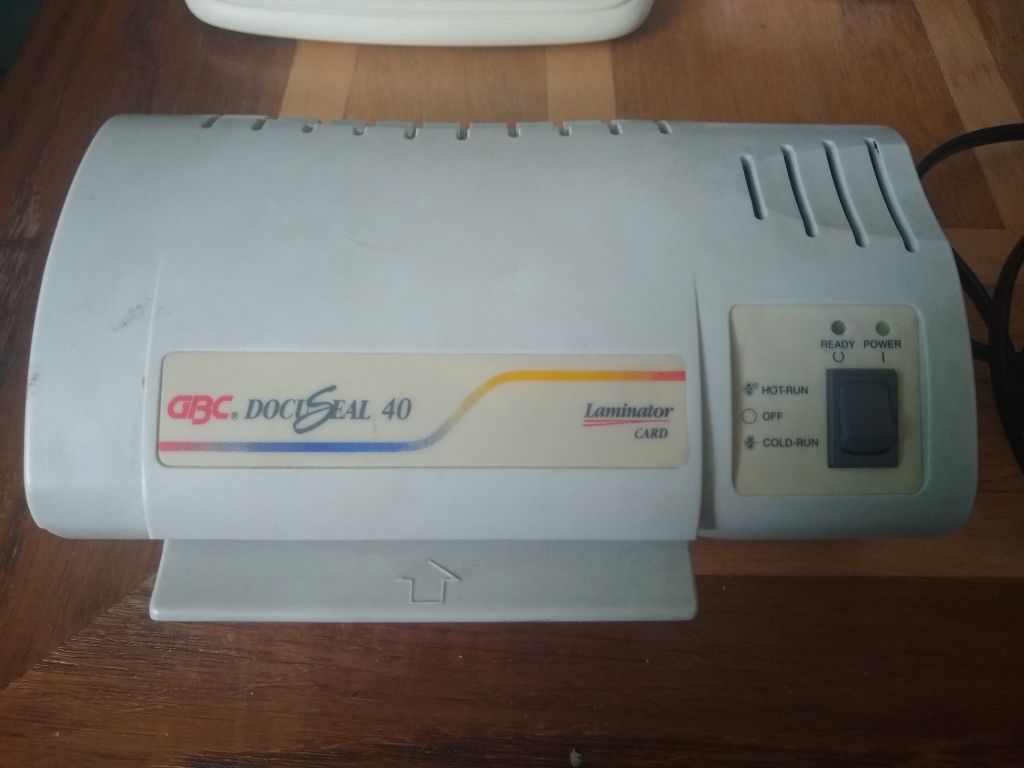 GBC® DOCUSEAL 40
Laminator
CARD
READY POWER
HOT-RUN
OFF
COLD-RUN